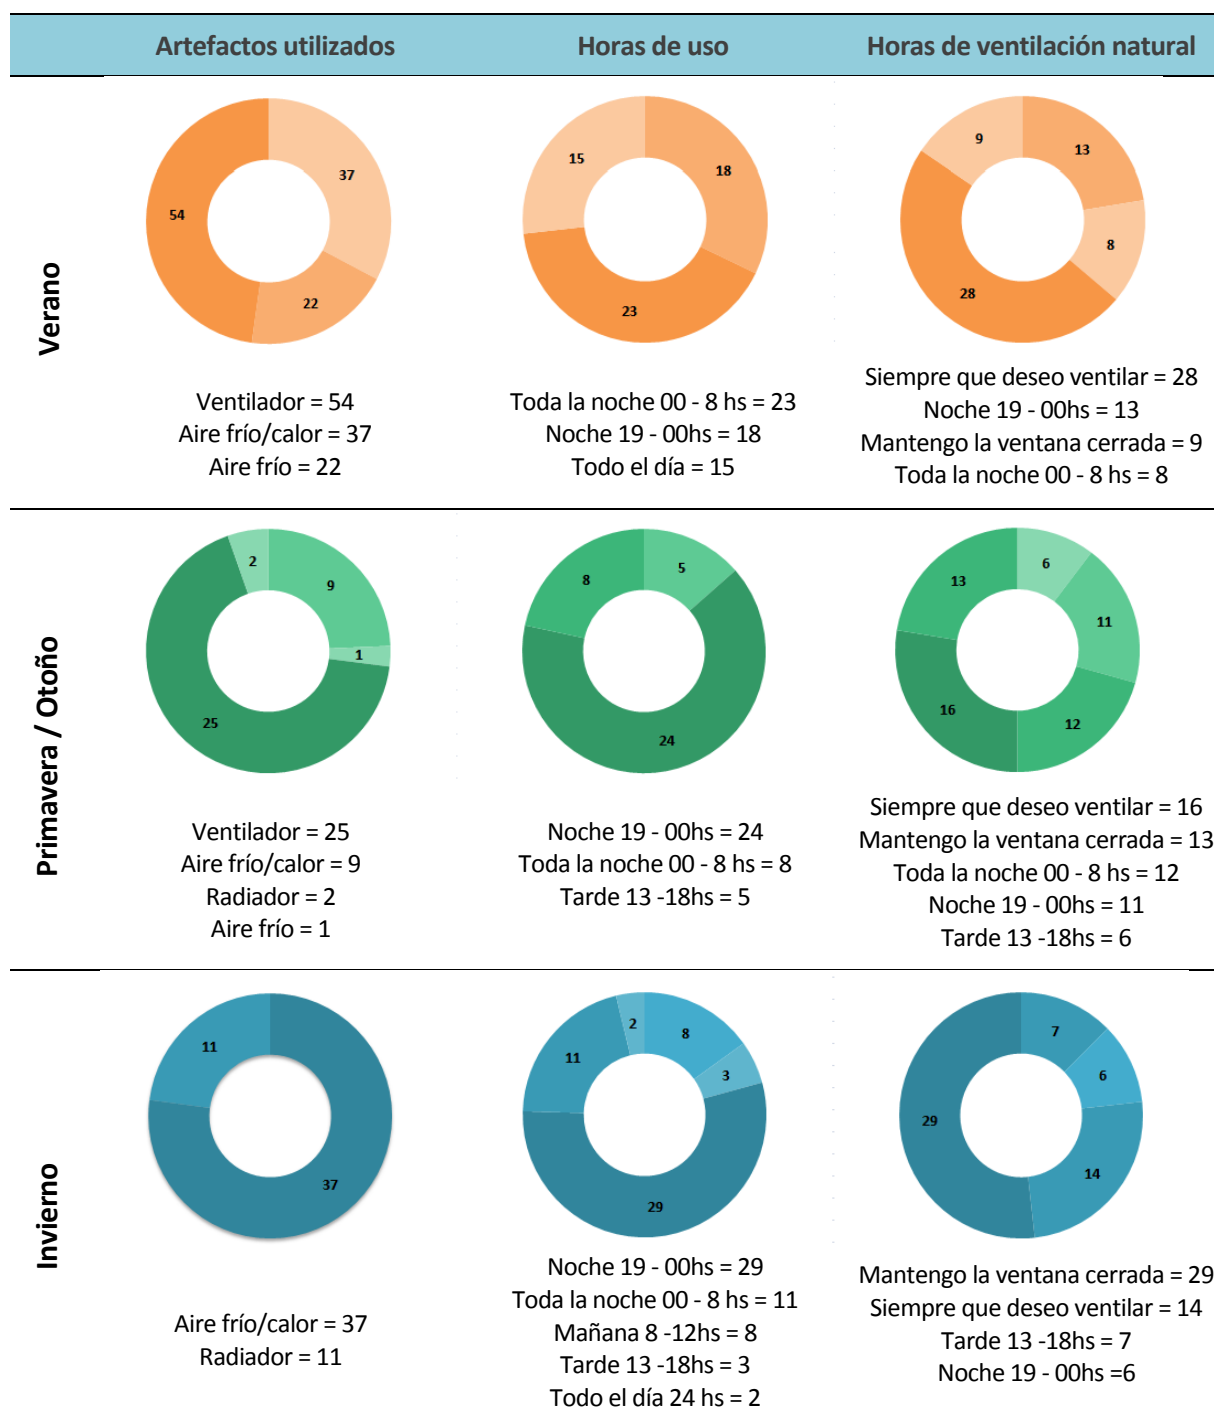 Artefactos utilizados
Horas de uso
Horas de ventilación natural
Verano
37
22
54
18
23
15
13
8
28
9
Ventilador = 54
Aire frío/calor = 37
Aire frío = 22
Toda la noche 00 - 8 hs = 23
Noche 19 - 00hs = 18
Todo el día = 15
Siempre que deseo ventilar = 28
Noche 19 - 00hs = 13
Mantengo la ventana cerrada = 9
Toda la noche 00 - 8 hs = 8
Primavera / Otoño
9
1
25
2
5
24
8
6
11
12
16
13
Ventilador = 25
Aire frío/calor = 9
Radiador = 2
Aire frío = 1
Noche 19 - 00hs = 24
Toda la noche 00 - 8 hs = 8
Tarde 13 -18hs = 5
Siempre que deseo ventilar = 16
Mantengo la ventana cerrada = 13
Toda la noche 00 - 8 hs = 12
Noche 19 - 00hs = 11
Tarde 13 -18hs = 6
Invierno
37
11
8
3
29
11
2
7
6
14
29
Aire frío/calor = 37
Radiador = 11
Noche 19 - 00hs = 29
Toda la noche 00 - 8 hs = 11
Mañana 8 -12hs = 8
Tarde 13 -18hs = 3
Todo el día 24 hs = 2
Mantengo la ventana cerrada = 29
Siempre que deseo ventilar = 14
Tarde 13 -18hs = 7
Noche 19 - 00hs =6